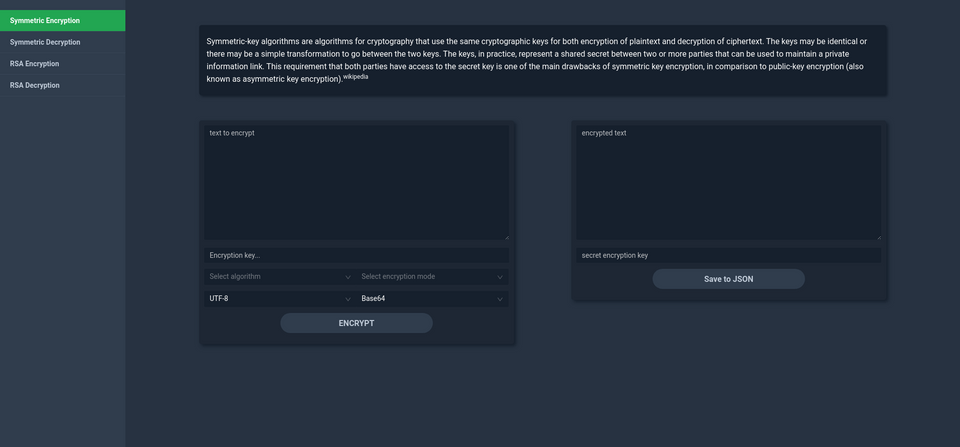 Symmetric Encryption
Symmetric Decryption
RSA Encryption
RSA Decryption
Symmetric-key algorithms are algorithms for cryptography that use the same cryptographic keys for both encryption of plaintext and decryption of ciphertext. The keys may be identical or
there may be a simple transformation to go between the two keys. The keys, in practice, represent a shared secret between two or more parties that can be used to maintain a private
information link. This requirement that both parties have access to the secret key is one of the main drawbacks of symmetric key encryption, in comparison to public-key encryption (also
known as asymmetric key encryption).wikipedia
text to encrypt
Encryption key...
Select algorithm
Select encryption mode
UTF-8
Base64
ENCRYPT
encrypted text
secret encryption key
Save to JSON